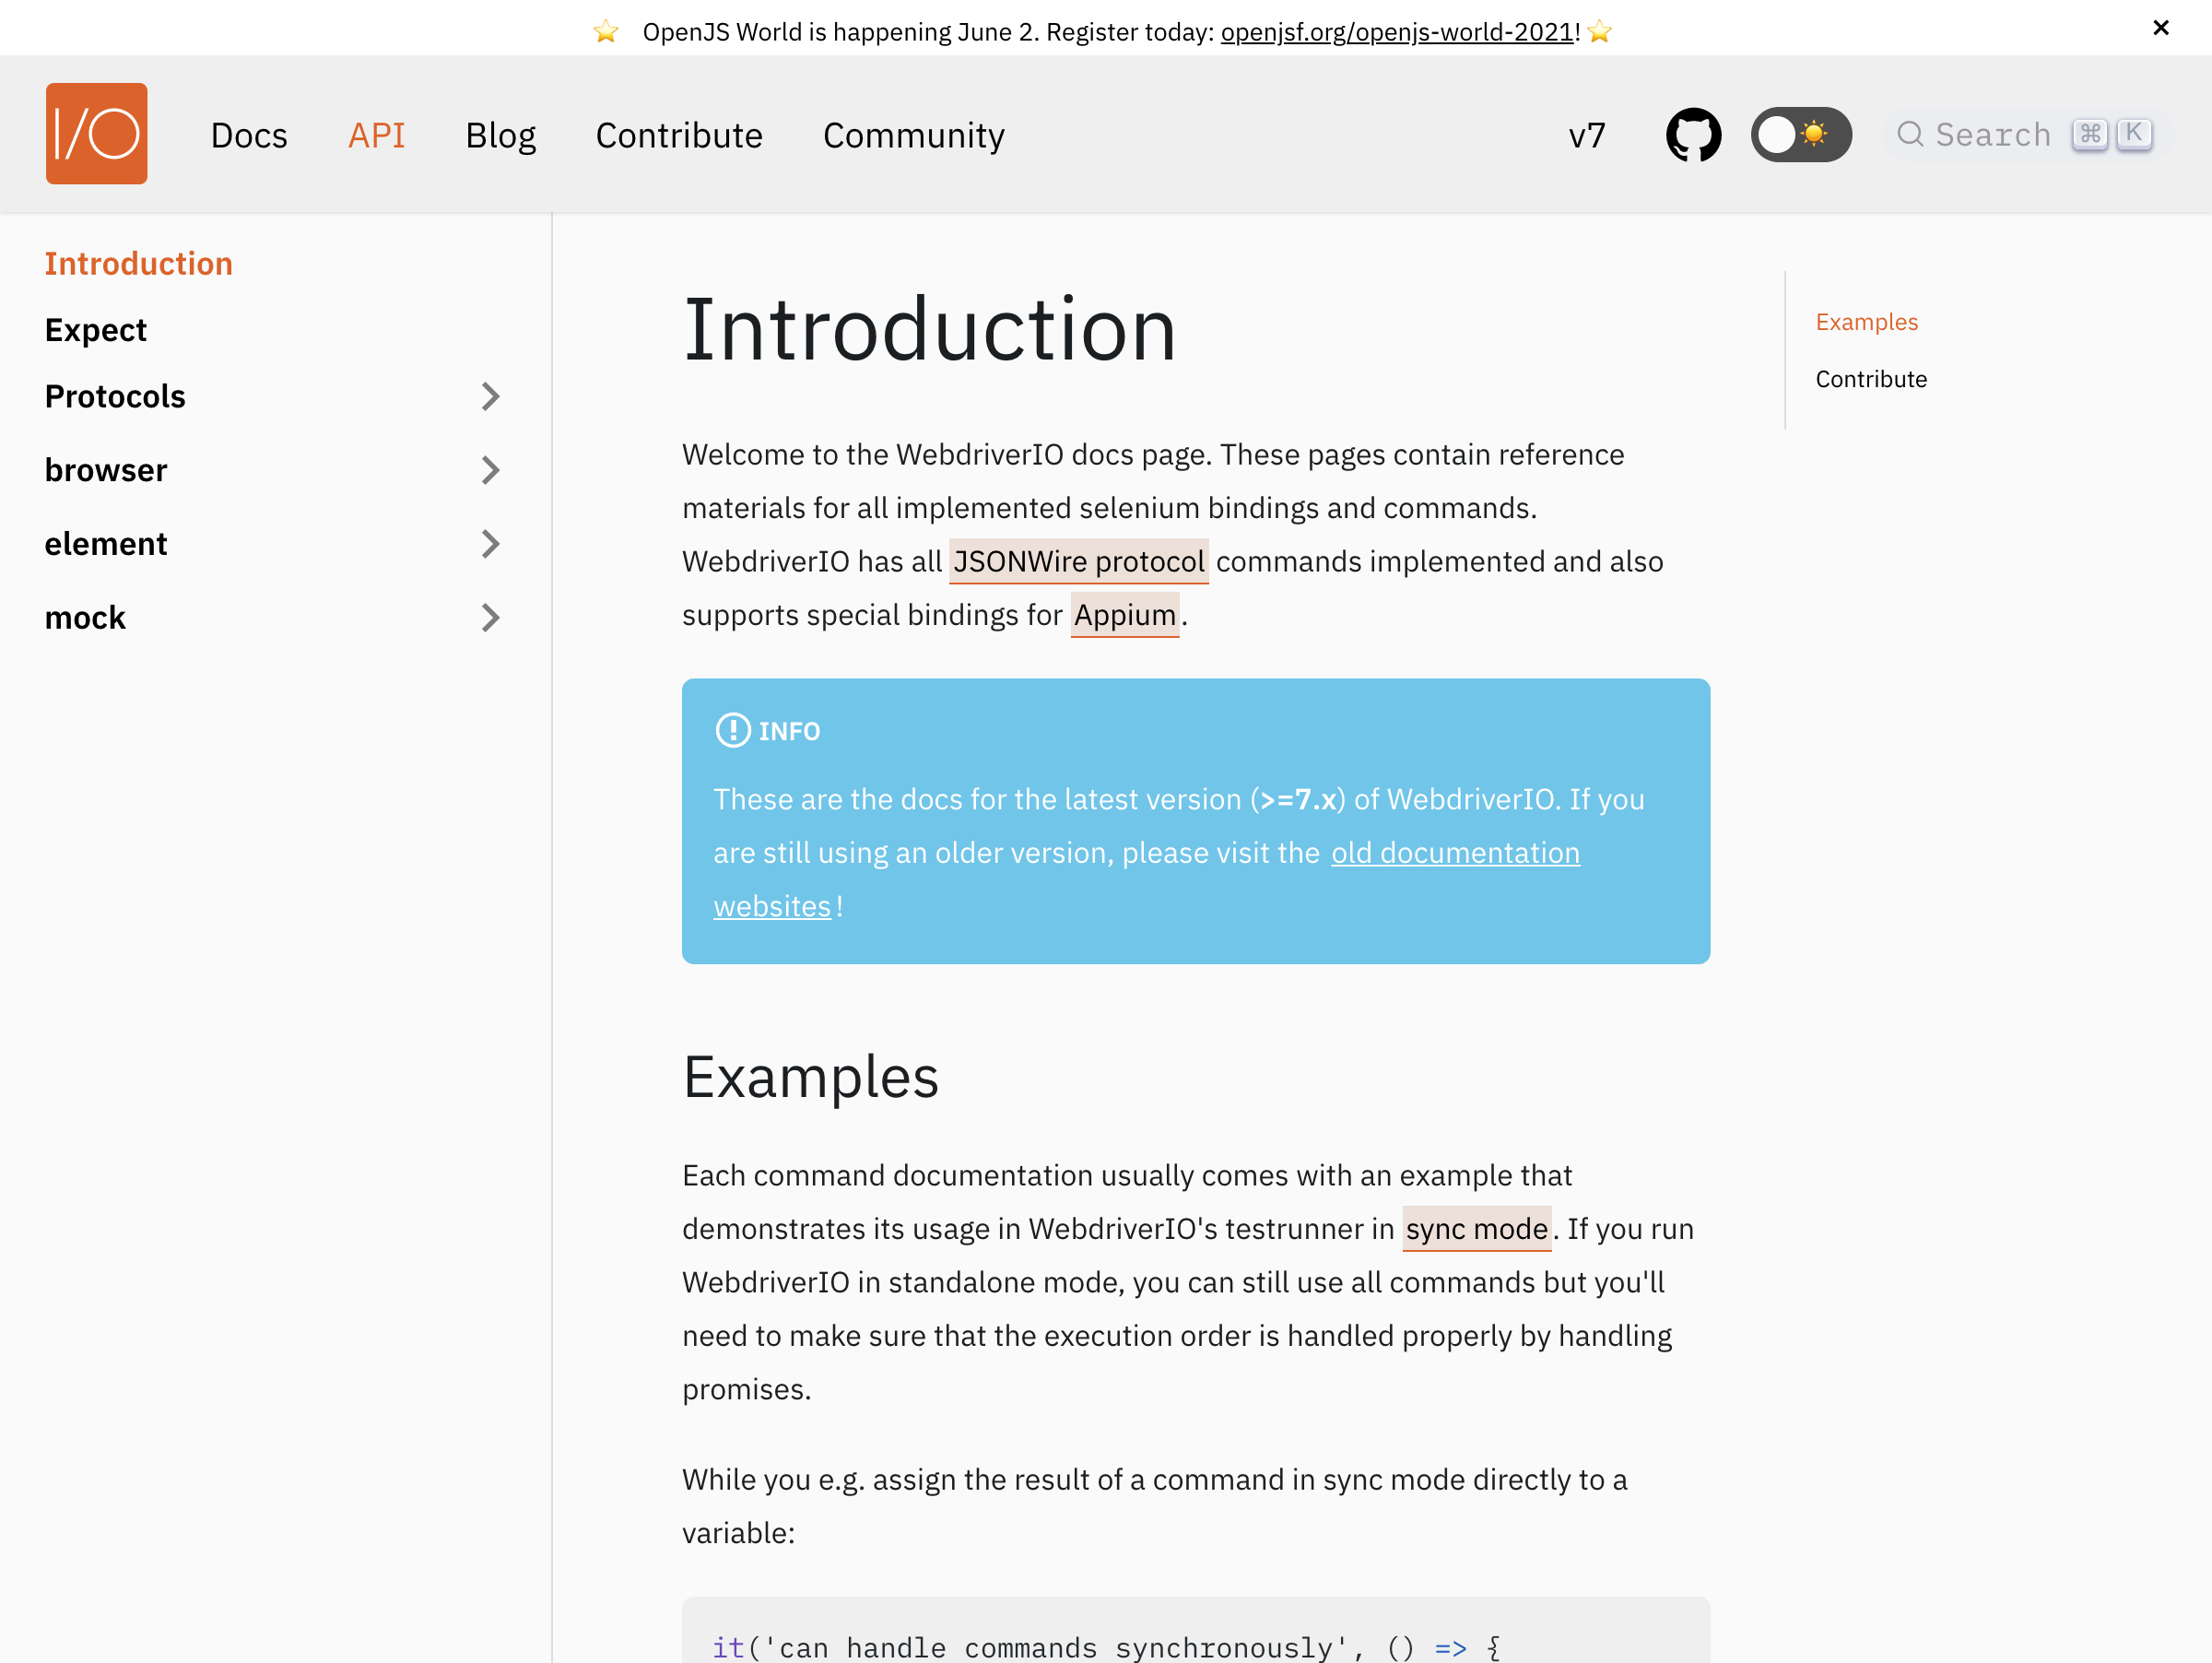 ⭐ OpenJS World is happening June 2. Register today: openjsf.org/openjs-world-2021! ⭐ ×
I/O Docs API Blog Contribute Community v7 Search ⌘ K
Introduction
Expect
Protocols
browser
element
mock
Introduction
Welcome to the WebdriverIO docs page. These pages contain reference
materials for all implemented selenium bindings and commands.
WebdriverIO has all JSONWire protocol commands implemented and also
supports special bindings for Appium.
INFO
These are the docs for the latest version (>=7.x) of WebdriverIO. If you
are still using an older version, please visit the old documentation
websites!
Examples
Each command documentation usually comes with an example that
demonstrates its usage in WebdriverIO's testrunner in sync mode. If you run
WebdriverIO in standalone mode, you can still use all commands but you'll
need to make sure that the execution order is handled properly by handling
promises.
While you e.g. assign the result of a command in sync mode directly to a
variable:
it('can handle commands synchronously', () => {
Examples
Contribute